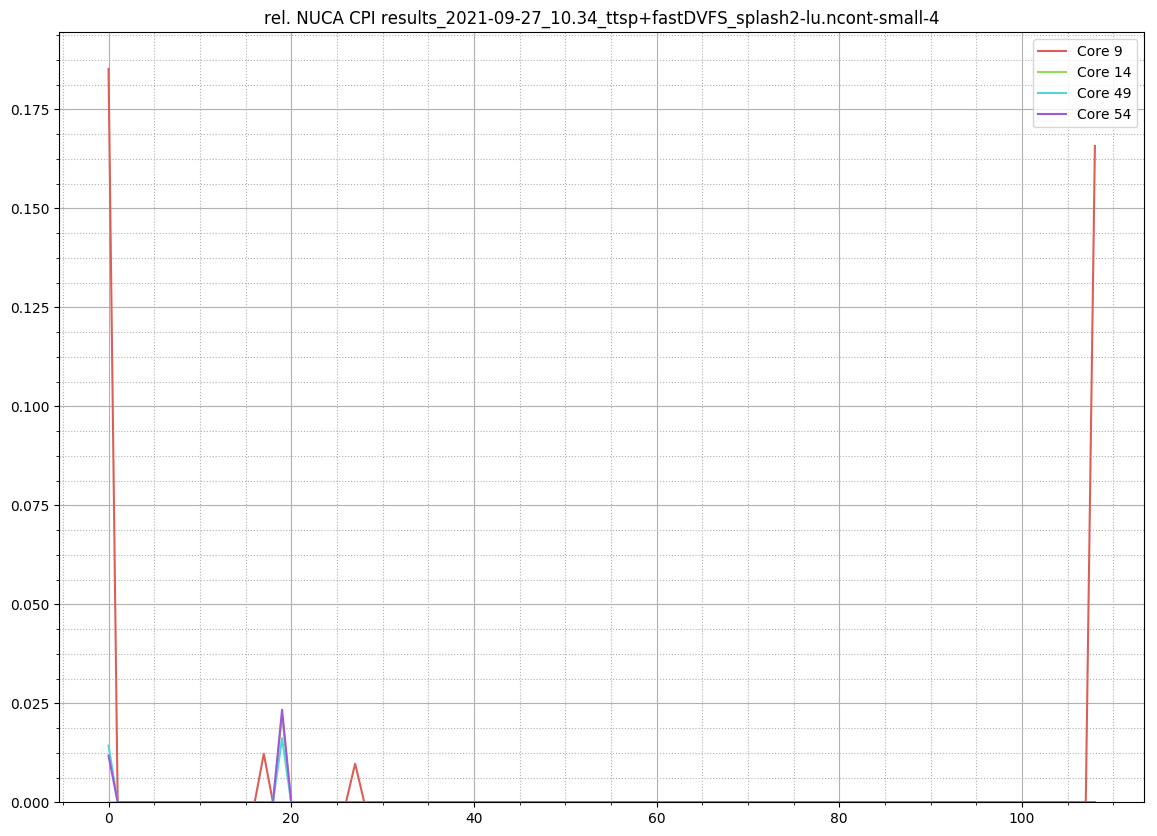 rel. NUCA CPI results_2021-09-27_10.34_ttsp+fastDVFS_splash2-lu.ncont-small-4
Core 9
Core 14
Core 49
Core 54
0.175
0.150
0.125
0.100
0.075
0.050
0.025
0.000
0 20 40 60 80 100